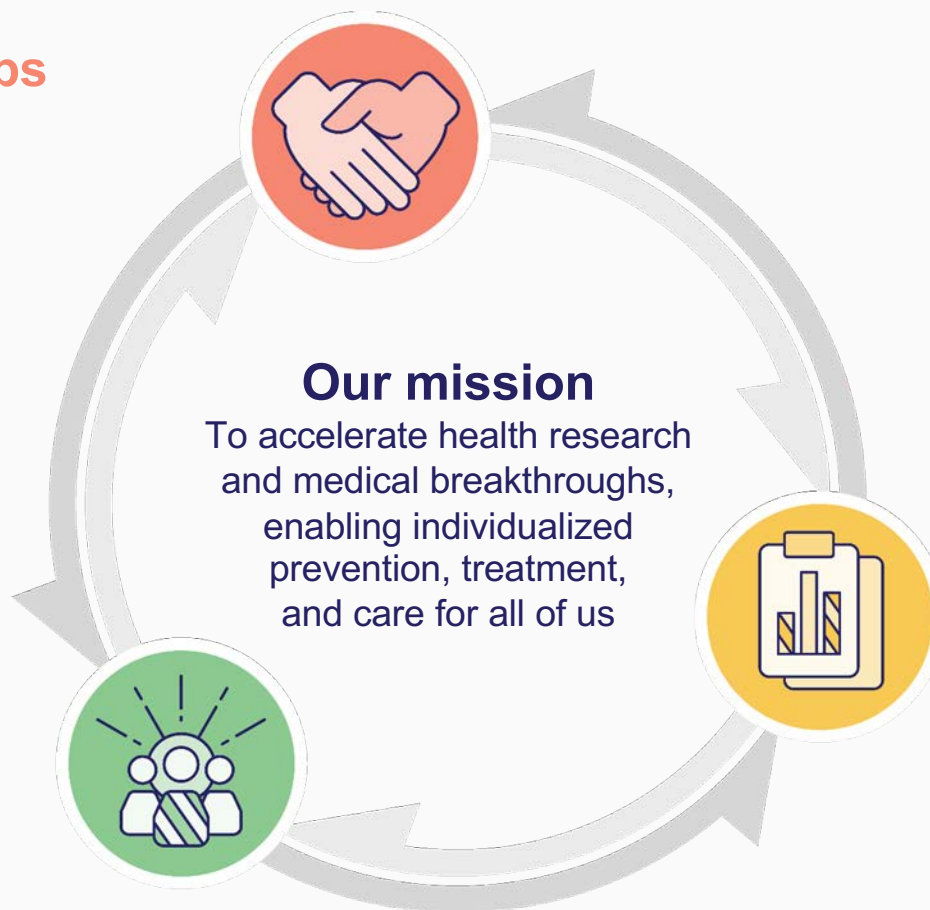 ps
Our mission
To accelerate health research
and medical breakthroughs,
enabling individualized
prevention, treatment,
and care for all of us